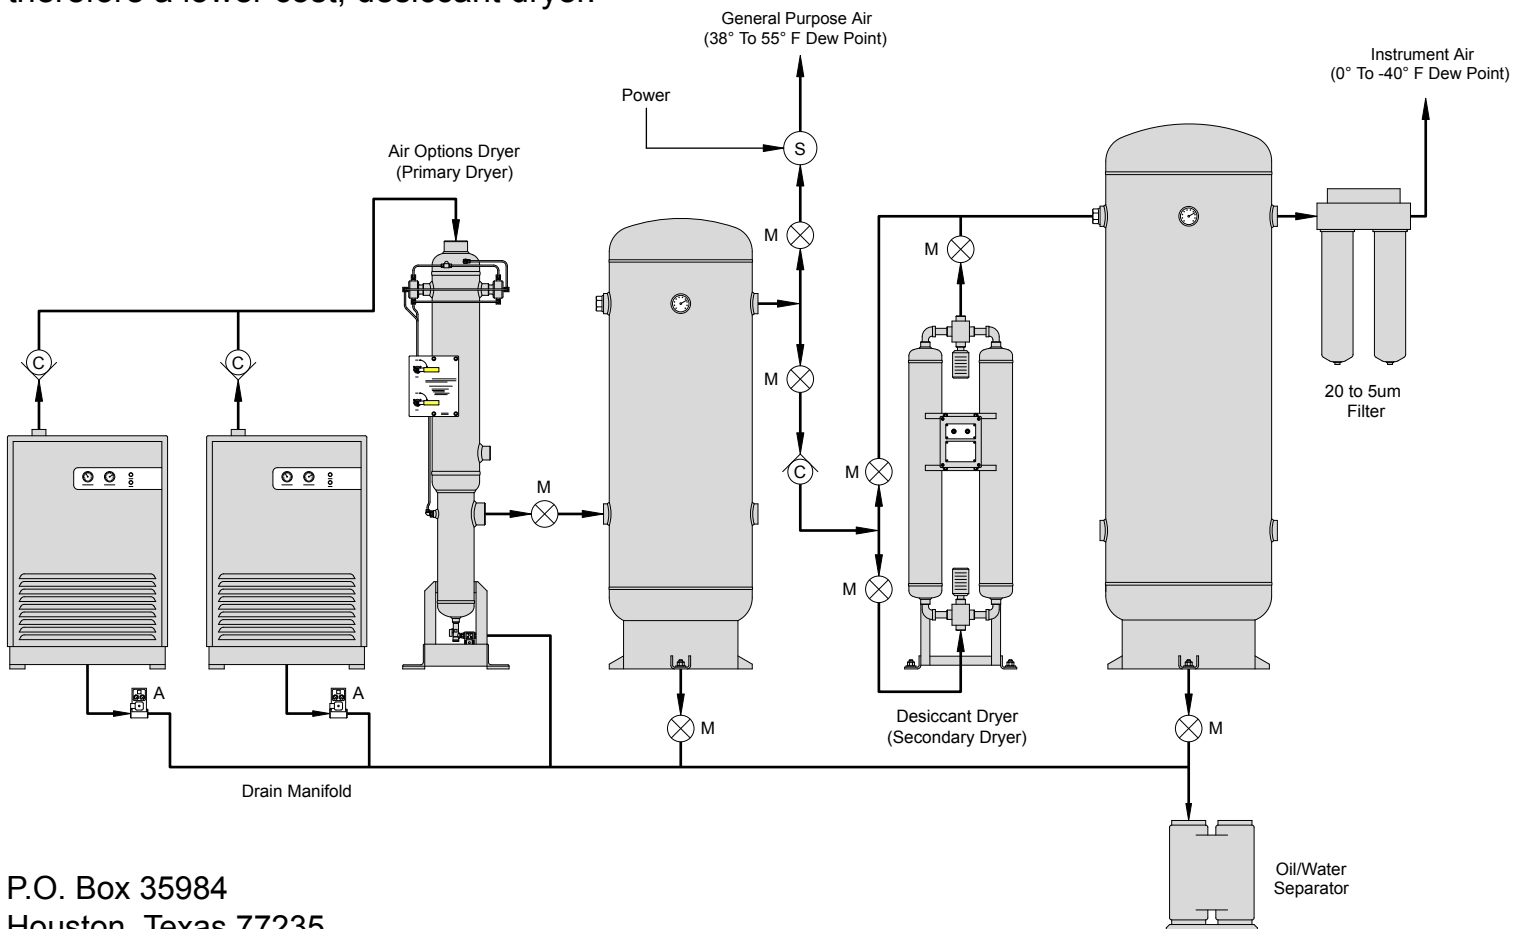 therefore a lower cost, desiccant dryer.
General Purpose Air
(38° To 55° F Dew Point)
Instrument Air
(0° To -40° F Dew Point)
Power
S
Air Options Dryer
(Primary Dryer)
M
M
C
C
M
20 to 5um
Filter
C
M
M
M
A
A
Desiccant Dryer
(Secondary Dryer)
M
M
Drain Manifold
Oil/Water
Separator
P.O. Box 35984
Houston, Texas 77235